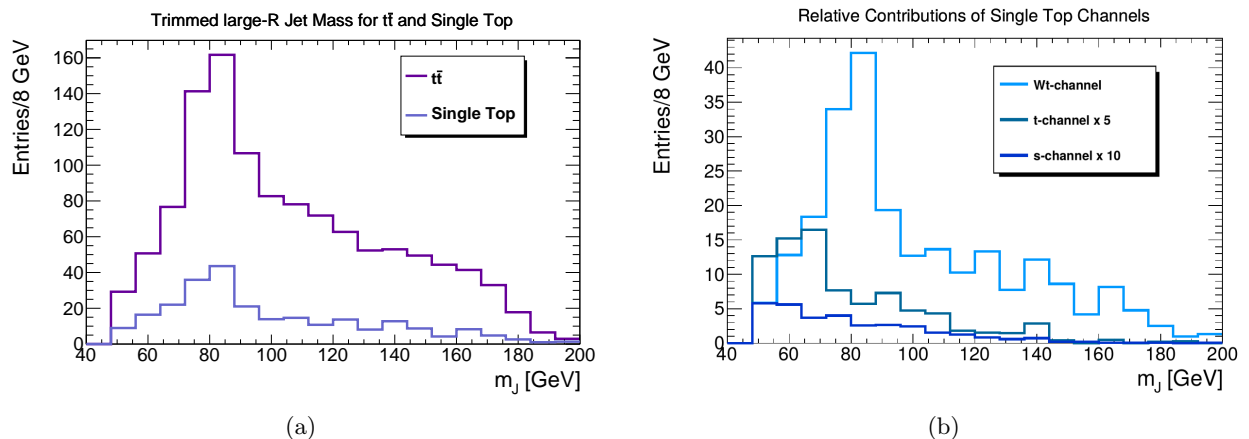 Trimmed large-R Jet Mass for tt̄ and Single Top
Entries/8 GeV
160
140
120
100
80
60
40
20
0
tt̄
Single Top
40 60 80 100 120 140 160 180 200
m_J [GeV]
(a)
Relative Contributions of Single Top Channels
Entries/8 GeV
40
35
30
25
20
15
10
5
0
Wt-channel
t-channel x 5
s-channel x 10
40 60 80 100 120 140 160 180 200
m_J [GeV]
(b)